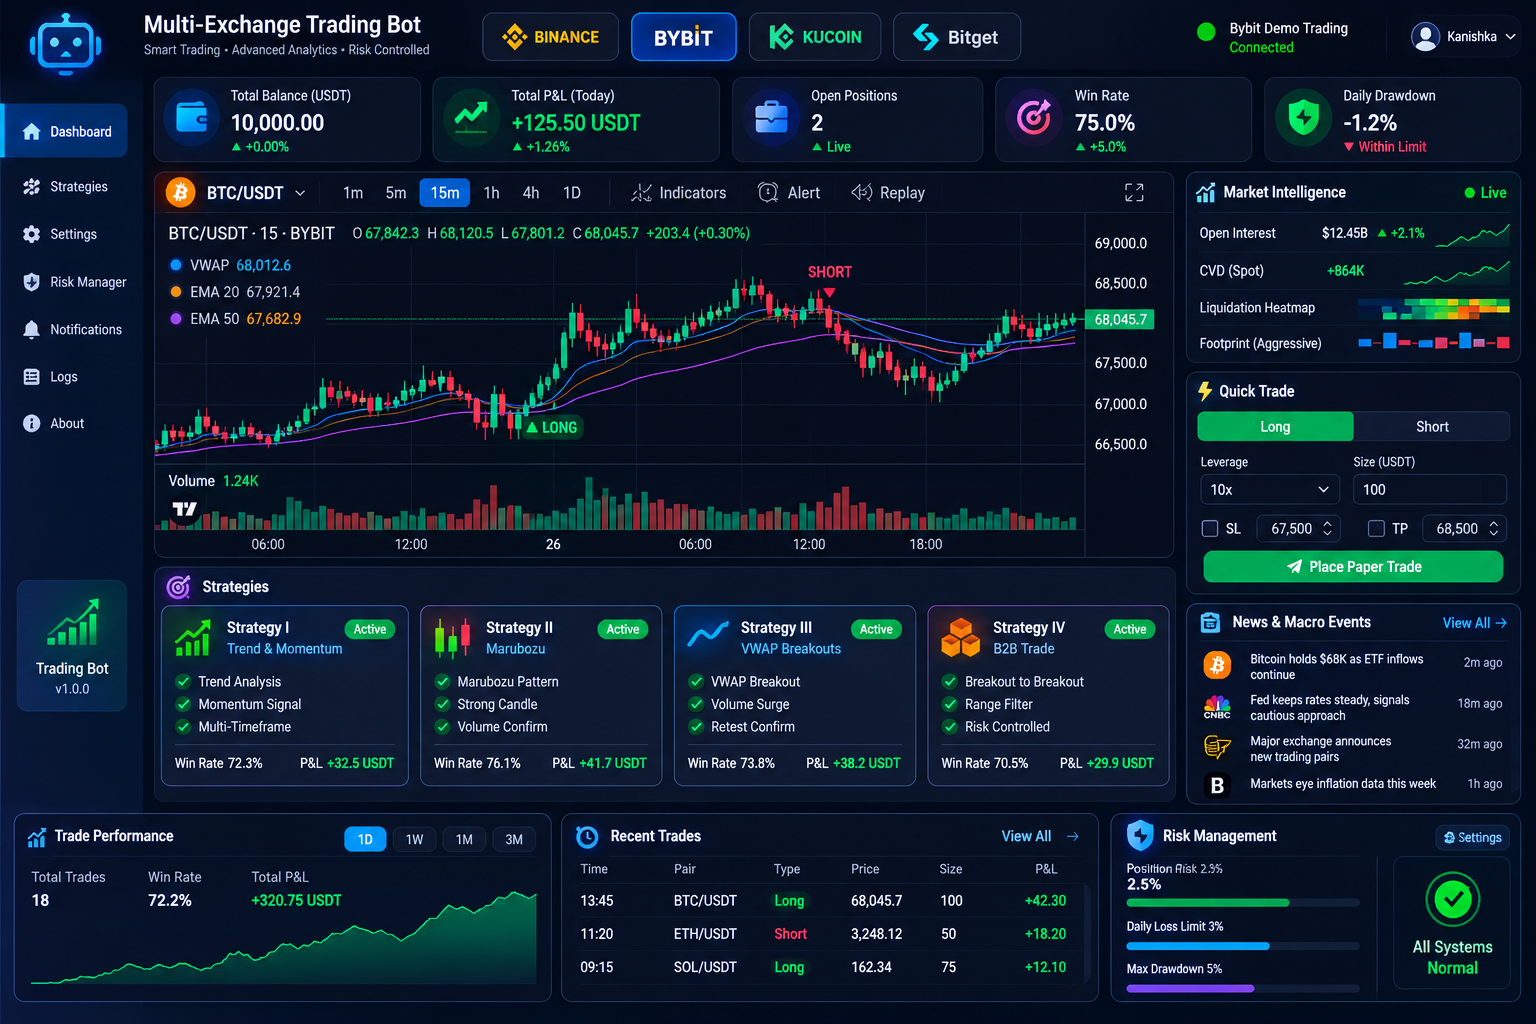 Multi-Exchange Trading Bot
Smart Trading • Advanced Analytics • Risk Controlled
BINANCE
BYBIT
KUCOIN
Bitget
Bybit Demo Trading
Connected
Kanishka
Dashboard
Strategies
Settings
Risk Manager
Notifications
Logs
About
Trading Bot
v1.0.0
Total Balance (USDT)
10,000.00
▲ +0.00%
Total P&L (Today)
+125.50 USDT
▲ +1.26%
Open Positions
2
▲ Live
Win Rate
75.0%
▲ +5.0%
Daily Drawdown
-1.2%
▼ Within Limit
BTC/USDT
1m 5m 15m 1h 4h 1D
Indicators
Alert
Replay
BTC/USDT · 15 · BYBIT O 67,842.3 H 68,120.5 L 67,801.2 C 68,045.7 +203.4 (+0.30%)
VWAP 68,012.6
EMA 20 67,921.4
EMA 50 67,682.9
SHORT
▲ LONG
69,000.0
68,500.0
68,045.7
67,500.0
67,000.0
66,500.0
Volume 1.24K
06:00 12:00 26 06:00 12:00 18:00
Market Intelligence
Live
Open Interest $12.45B ▲ +2.1%
CVD (Spot) +864K
Liquidation Heatmap
Footprint (Aggressive)
Quick Trade
Long Short
Leverage Size (USDT)
10x 100
SL 67,500 TP 68,500
Place Paper Trade
Strategies
Strategy I Active
Trend & Momentum
Trend Analysis
Momentum Signal
Multi-Timeframe
Win Rate 72.3% P&L +32.5 USDT
Strategy II Active
Marubozu
Marubozu Pattern
Strong Candle
Volume Confirm
Win Rate 76.1% P&L +41.7 USDT
Strategy III Active
VWAP Breakouts
VWAP Breakout
Volume Surge
Retest Confirm
Win Rate 73.8% P&L +38.2 USDT
Strategy IV Active
B2B Trade
Breakout to Breakout
Range Filter
Risk Controlled
Win Rate 70.5% P&L +29.9 USDT
News & Macro Events View All →
Bitcoin holds $68K as ETF inflows
continue
2m ago
CNBC
Fed keeps rates steady, signals
cautious approach
18m ago
Major exchange announces
new trading pairs
32m ago
B
Markets eye inflation data this week
1h ago
Trade Performance
1D 1W 1M 3M
Total Trades Win Rate Total P&L
18 72.2% +320.75 USDT
Recent Trades View All →
Time Pair Type Price Size P&L
13:45 BTC/USDT Long 68,045.7 100 +42.30
11:20 ETH/USDT Short 3,248.12 50 +18.20
09:15 SOL/USDT Long 162.34 75 +12.10
Risk Management
Settings
Position Risk
2.5%
Daily Loss Limit 3%
Max Drawdown 5%
All Systems
Normal